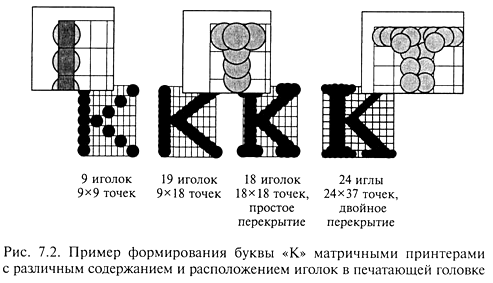 9 иголок
9×9 точек
19 иголок
9×18 точек
18 иголок
18×18 точек,
простое
перекрытие
24 иглы
24×37 точек,
двойное
перекрытие
Рис. 7.2. Пример формирования буквы «К» матричными принтерами
с различным содержанием и расположением иголок в печатающей головке